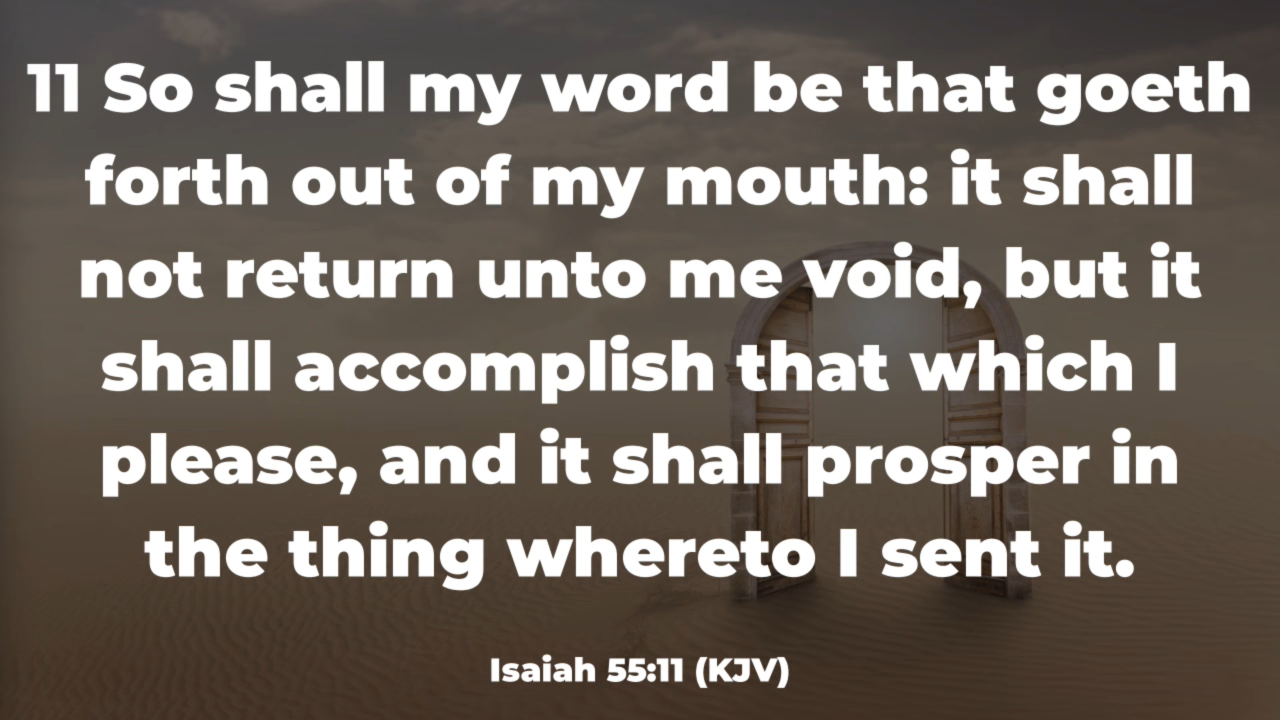 11 So shall my word be that goeth
forth out of my mouth: it shall
not return unto me void, but it
shall accomplish that which I
please, and it shall prosper in
the thing whereto I sent it.
Isaiah 55:11 (KJV)